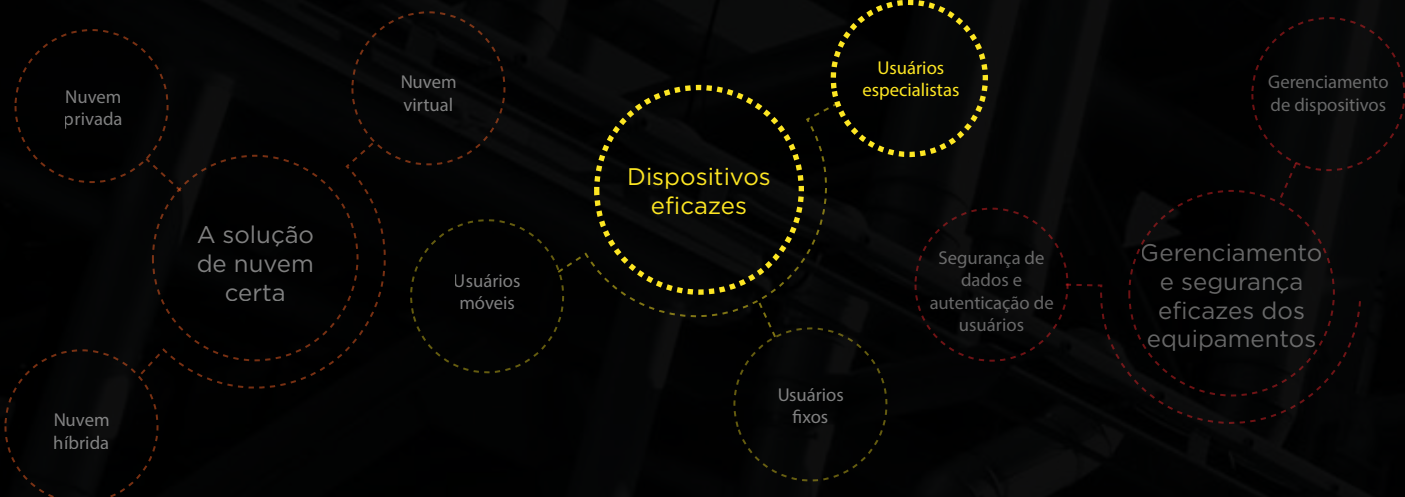 Nuvem
privada
Nuvem
virtual
A solução
de nuvem
certa
Nuvem
híbrida
Usuários
especialistas
Dispositivos
eficazes
Usuários
móveis
Usuários
fixos
Gerenciamento
de dispositivos
Segurança de
dados e
autenticação de
usuários
Gerenciamento
e segurança
eficazes dos
equipamentos